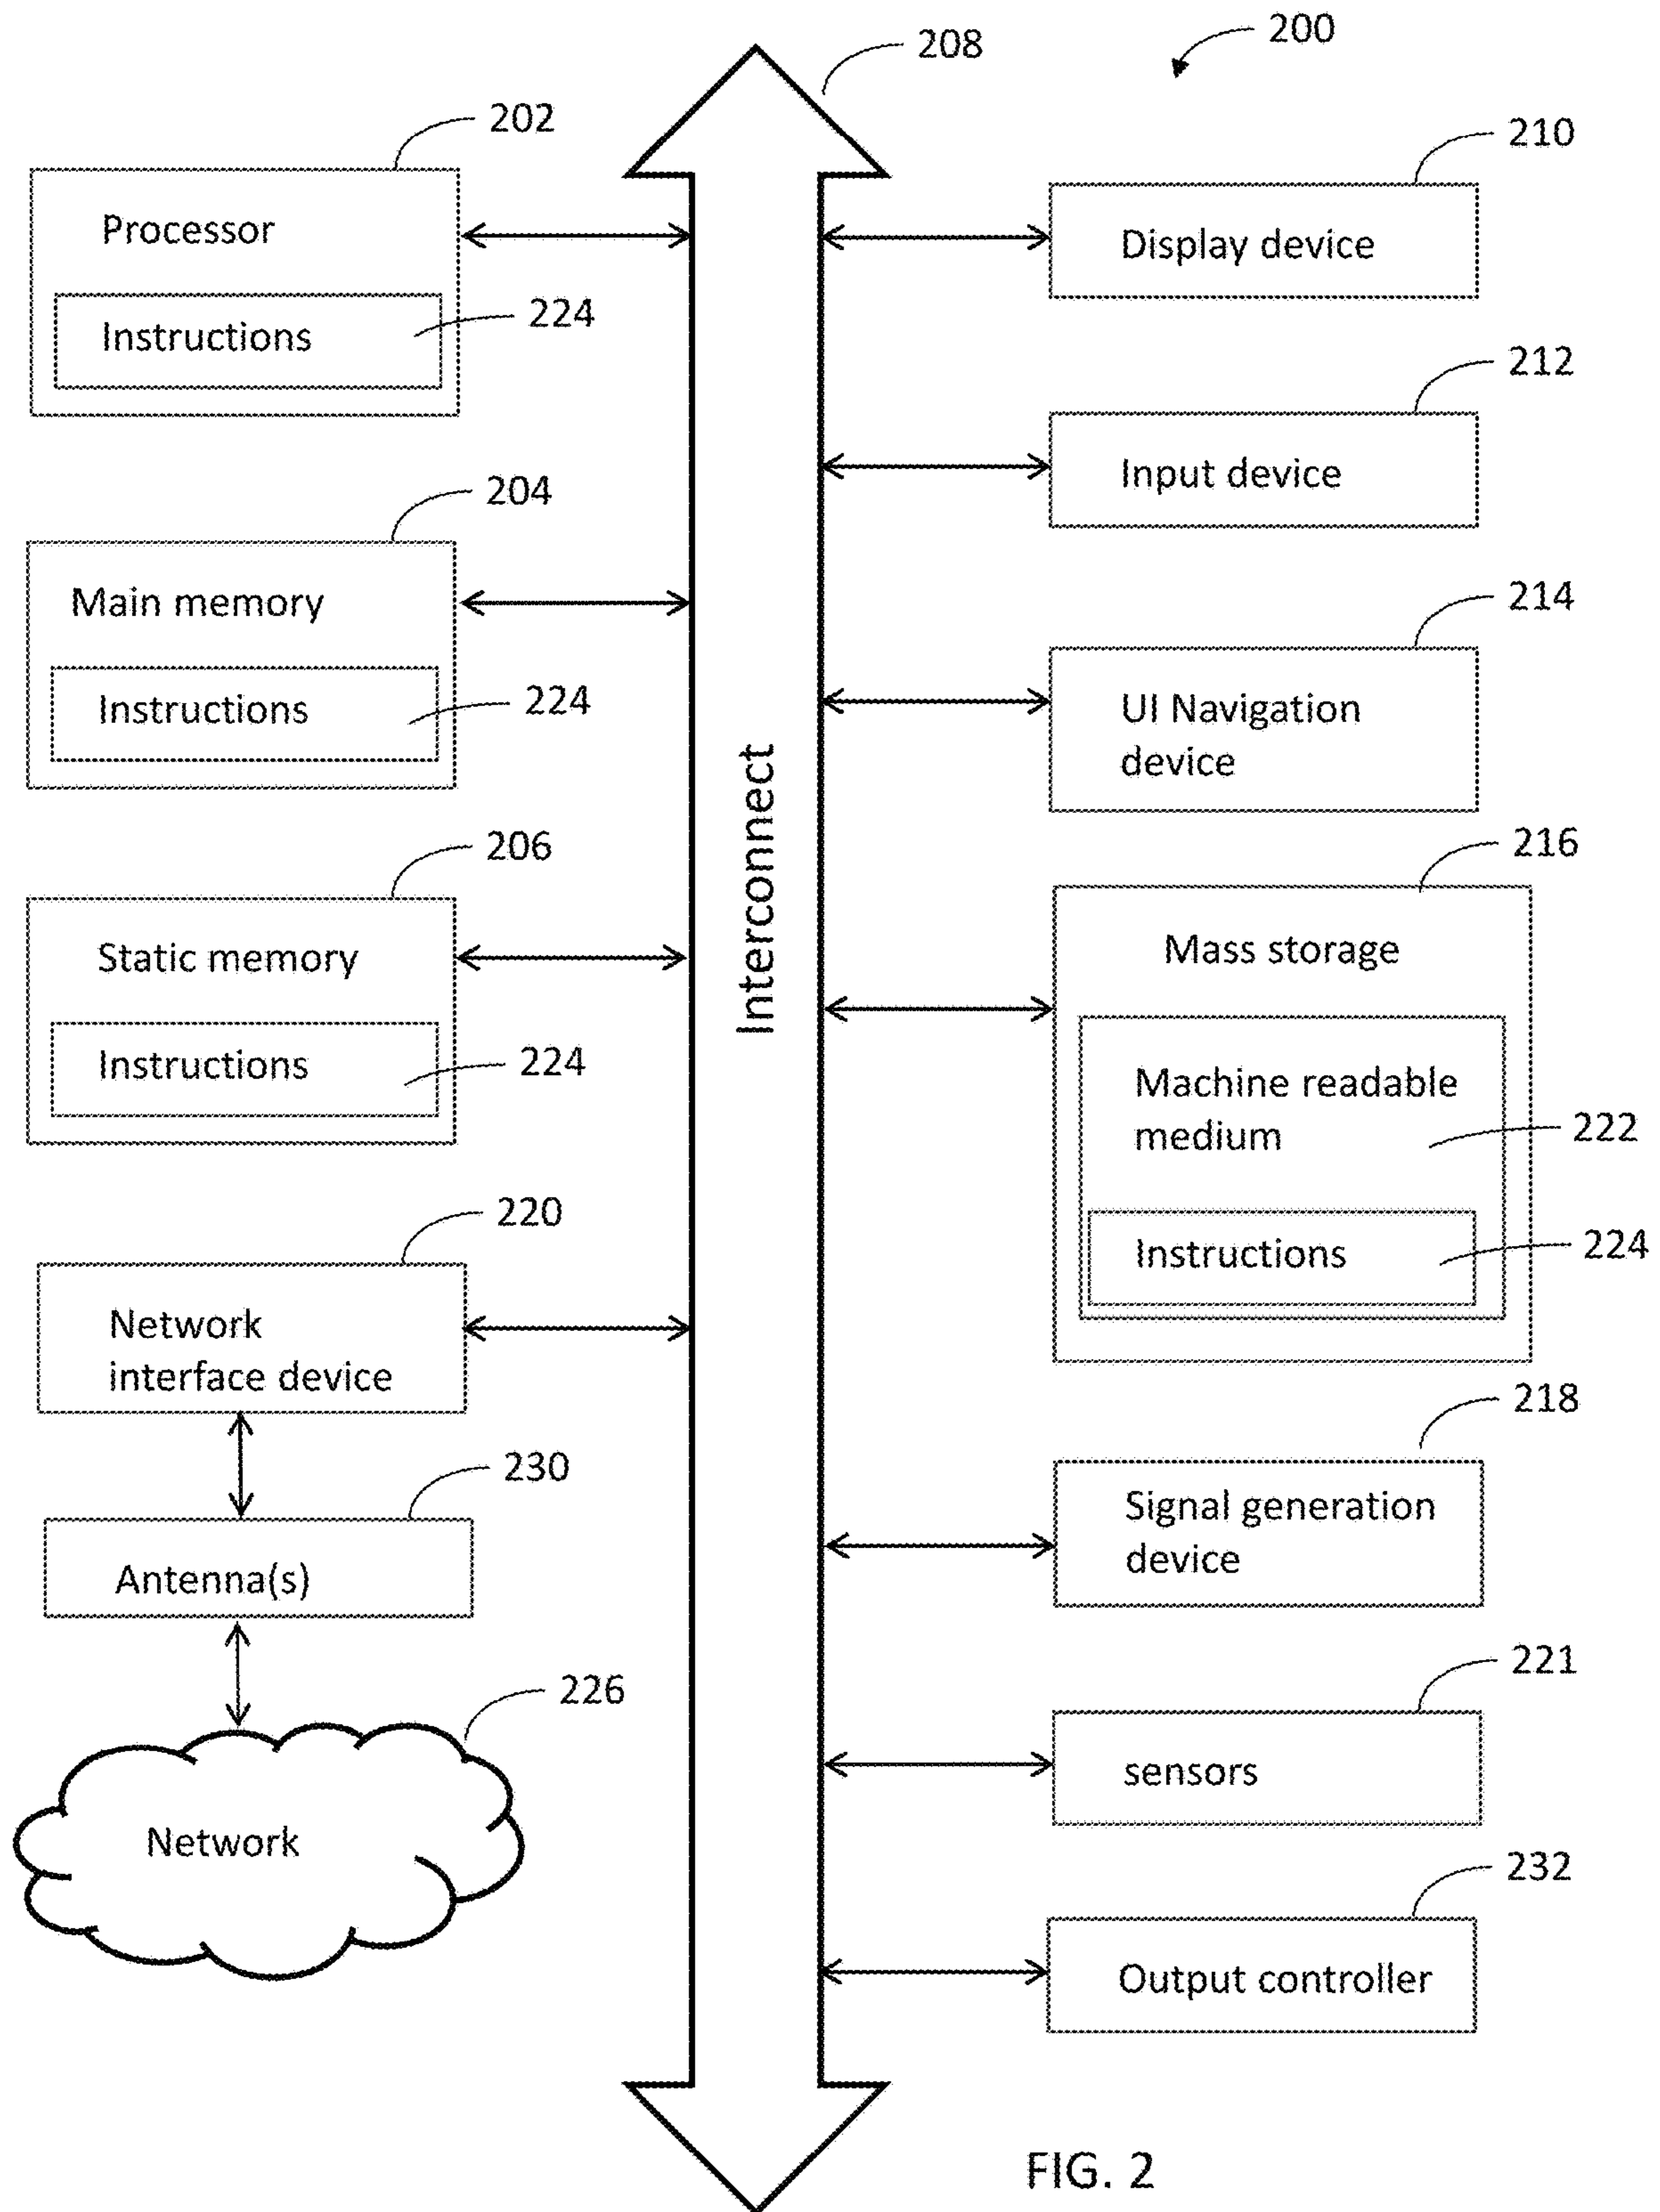 200
208
202
Processor
Instructions
224
204
Main memory
Instructions
224
206
Static memory
Instructions
224
220
Network
interface device
230
Antenna(s)
226
Network
Interconnect
210
Display device
212
Input device
214
UI Navigation
device
216
Mass storage
Machine readable
medium
222
Instructions
224
218
Signal generation
device
221
sensors
232
Output controller
FIG. 2